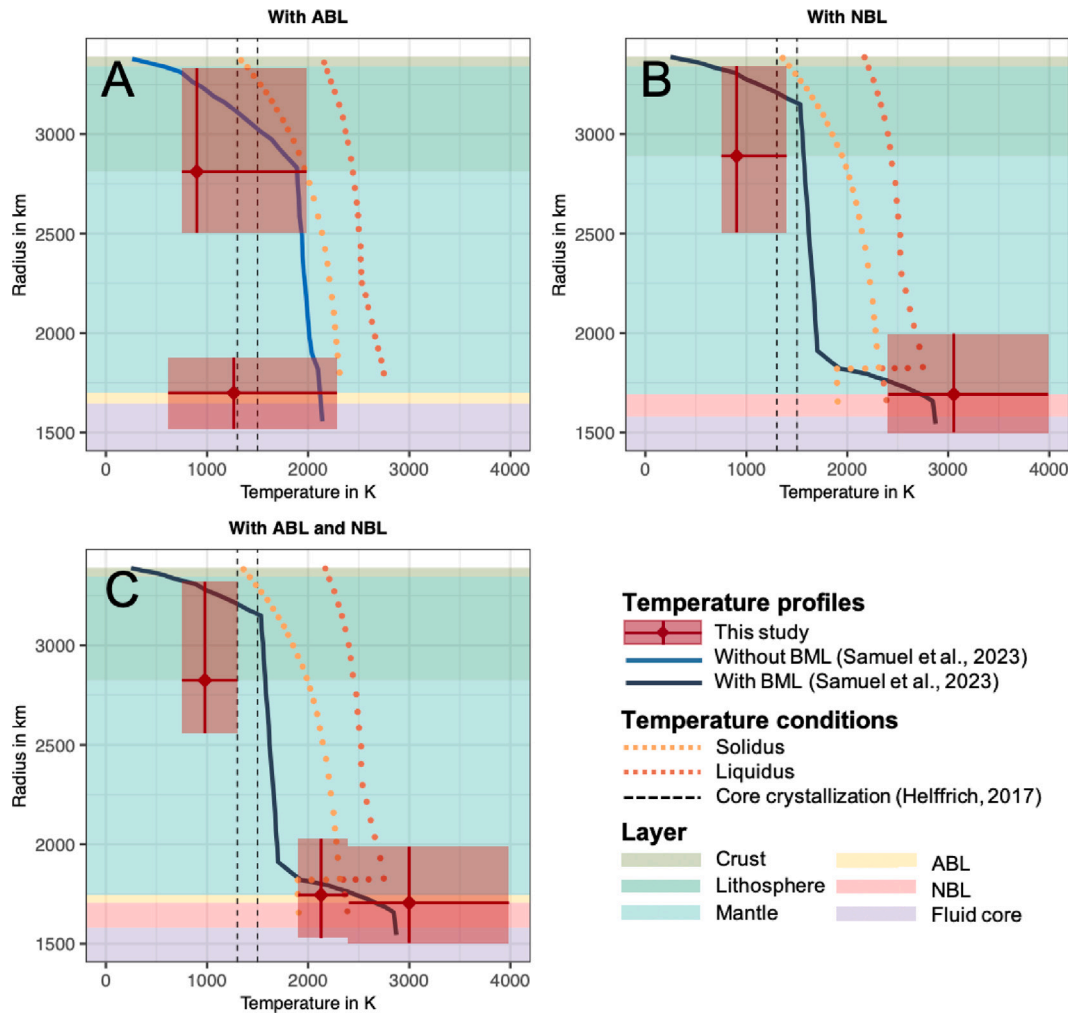 With ABL
A
Radius in km
3000
2500
2000
1500
0 1000 2000 3000 4000
Temperature in K
With NBL
B
Radius in km
3000
2500
2000
1500
0 1000 2000 3000 4000
Temperature in K
With ABL and NBL
C
Radius in km
3000
2500
2000
1500
0 1000 2000 3000 4000
Temperature in K
Temperature profiles
This study
Without BML (Samuel et al., 2023)
With BML (Samuel et al., 2023)
Temperature conditions
Solidus
Liquidus
Core crystallization (Helffrich, 2017)
Layer
Crust
Lithosphere
Mantle
ABL
NBL
Fluid core